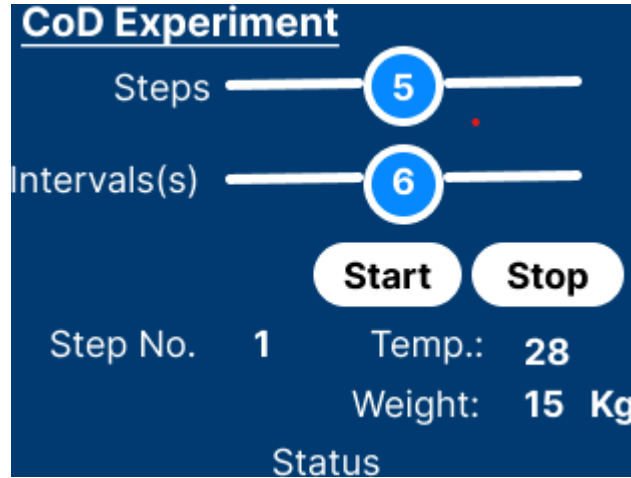 CoD Experiment
Steps 5
Intervals(s) 6
Start Stop
Step No. 1 Temp.: 28
Weight: 15 Kg
Status